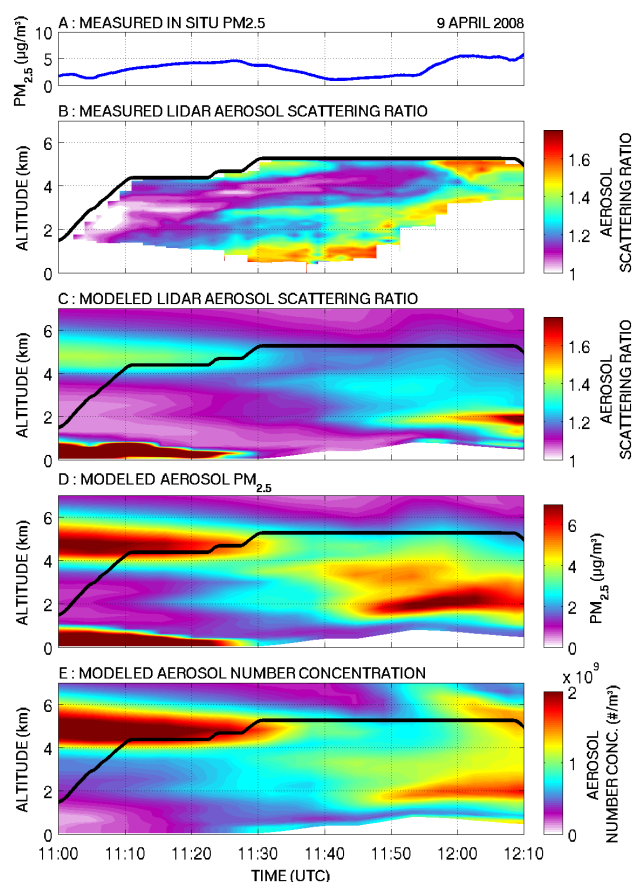 A : MEASURED IN SITU PM2.5 9 APRIL 2008
10
5
0
PM2.5 (µg/m³)
B : MEASURED LIDAR AEROSOL SCATTERING RATIO
6
4
2
0
ALTITUDE (km)
1.6
1.4
1.2
1
AEROSOL
SCATTERING RATIO
C : MODELED LIDAR AEROSOL SCATTERING RATIO
6
4
2
0
ALTITUDE (km)
1.6
1.4
1.2
1
AEROSOL
SCATTERING RATIO
D : MODELED AEROSOL PM2.5
6
4
2
0
ALTITUDE (km)
6
4
2
0
PM2.5 (µg/m³)
E : MODELED AEROSOL NUMBER CONCENTRATION
6
4
2
0
ALTITUDE (km)
x 10⁹
2
1
0
AEROSOL
NUMBER CONC. (#/m³)
11:00 11:10 11:20 11:30 11:40 11:50 12:00 12:10
TIME (UTC)